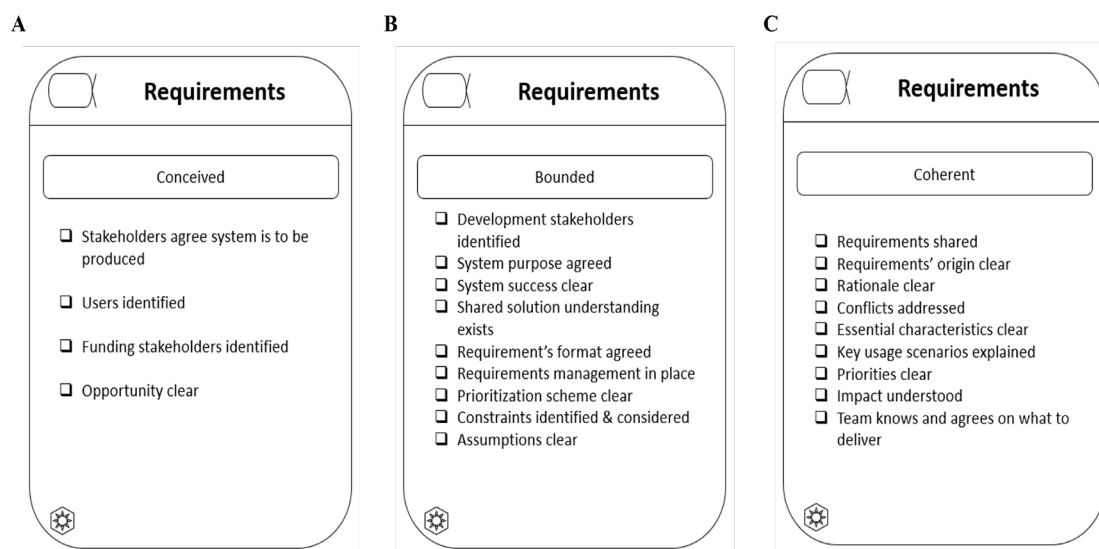 A
Requirements
Conceived
❑ Stakeholders agree system is to be
produced
❑ Users identified
❑ Funding stakeholders identified
❑ Opportunity clear
B
Requirements
Bounded
❑ Development stakeholders
identified
❑ System purpose agreed
❑ System success clear
❑ Shared solution understanding
exists
❑ Requirement’s format agreed
❑ Requirements management in place
❑ Prioritization scheme clear
❑ Constraints identified & considered
❑ Assumptions clear
C
Requirements
Coherent
❑ Requirements shared
❑ Requirements’ origin clear
❑ Rationale clear
❑ Conflicts addressed
❑ Essential characteristics clear
❑ Key usage scenarios explained
❑ Priorities clear
❑ Impact understood
❑ Team knows and agrees on what to
deliver